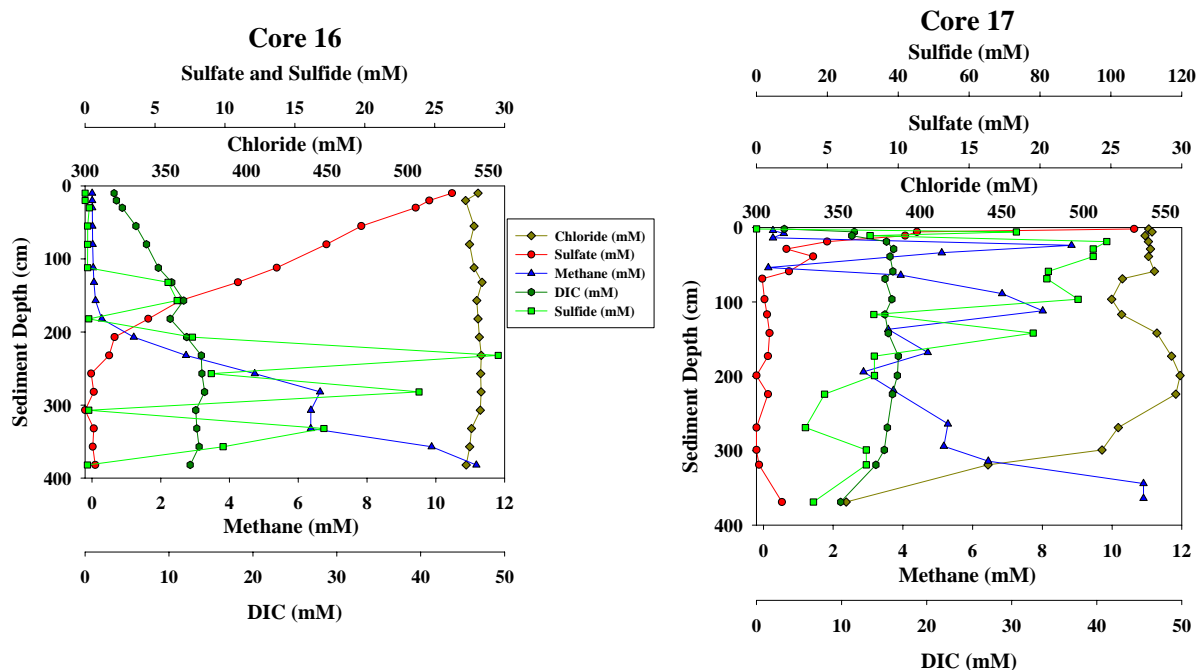 Core 16
Sulfate and Sulfide (mM)
0 5 10 15 20 25 30
Chloride (mM)
300 350 400 450 500 550
0
100
200
300
400
Sediment Depth (cm)
0 2 4 6 8 10 12
Methane (mM)
0 10 20 30 40 50
DIC (mM)
Chloride (mM)
Sulfate (mM)
Methane (mM)
DIC (mM)
Sulfide (mM)
Core 17
Sulfide (mM)
0 20 40 60 80 100 120
Sulfate (mM)
0 5 10 15 20 25 30
Chloride (mM)
300 350 400 450 500 550
0
100
200
300
400
Sediment Depth (cm)
0 2 4 6 8 10 12
Methane (mM)
0 10 20 30 40 50
DIC (mM)